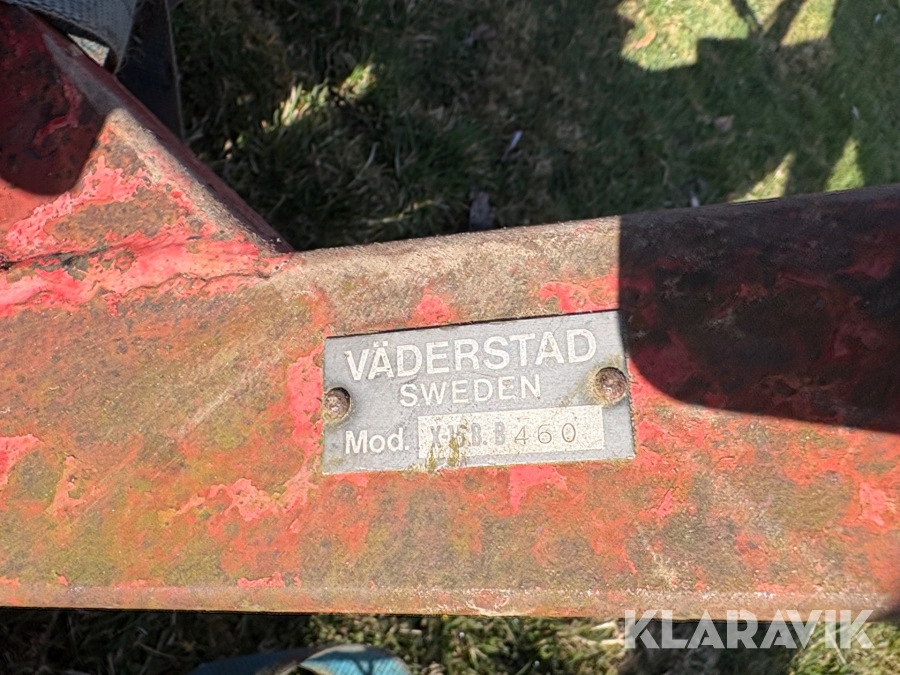 VÄDERSTAD
SWEDEN
Mod. B 460
KLARAVIK